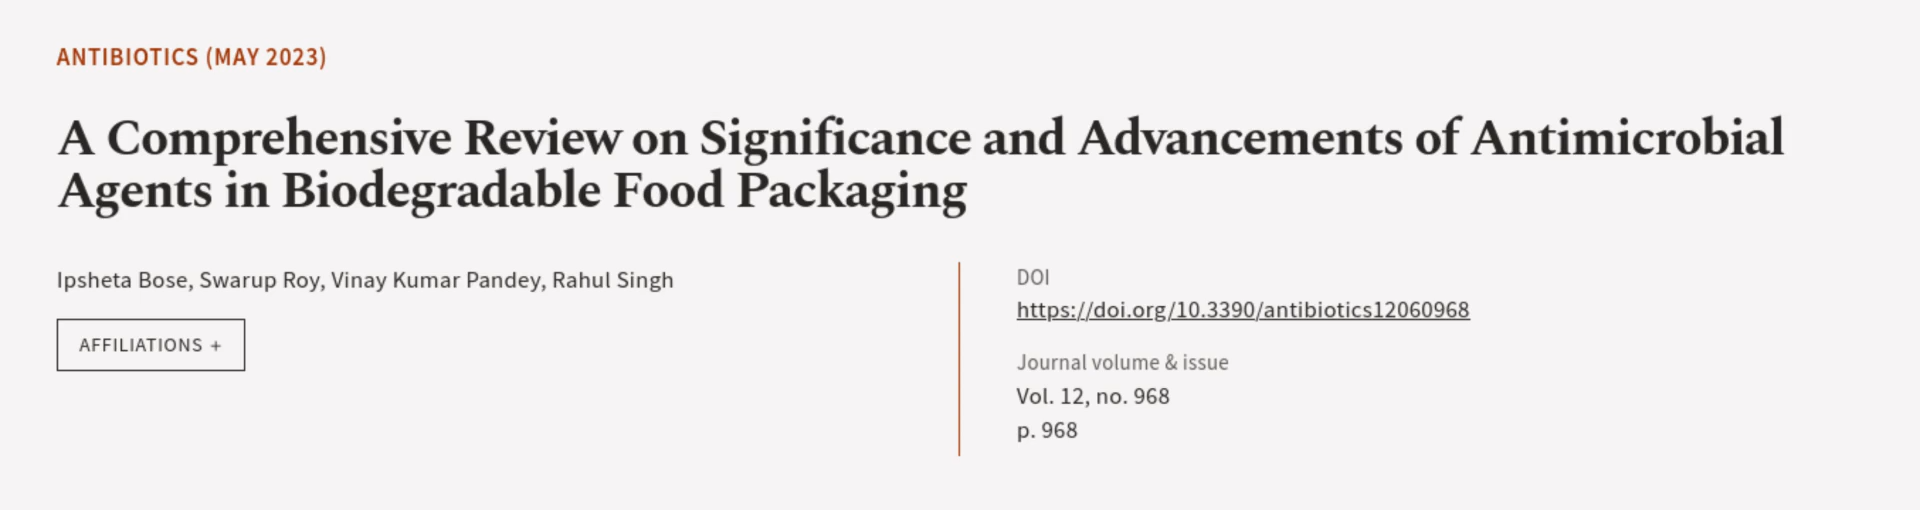 ANTIBIOTICS (MAY 2023)
A Comprehensive Review on Significance and Advancements of Antimicrobial
Agents in Biodegradable Food Packaging
Ipsheta Bose, Swarup Roy, Vinay Kumar Pandey, Rahul Singh
AFFILIATIONS +
DOI
https://doi.org/10.3390/antibiotics12060968
Journal volume & issue
Vol. 12, no. 968
p. 968